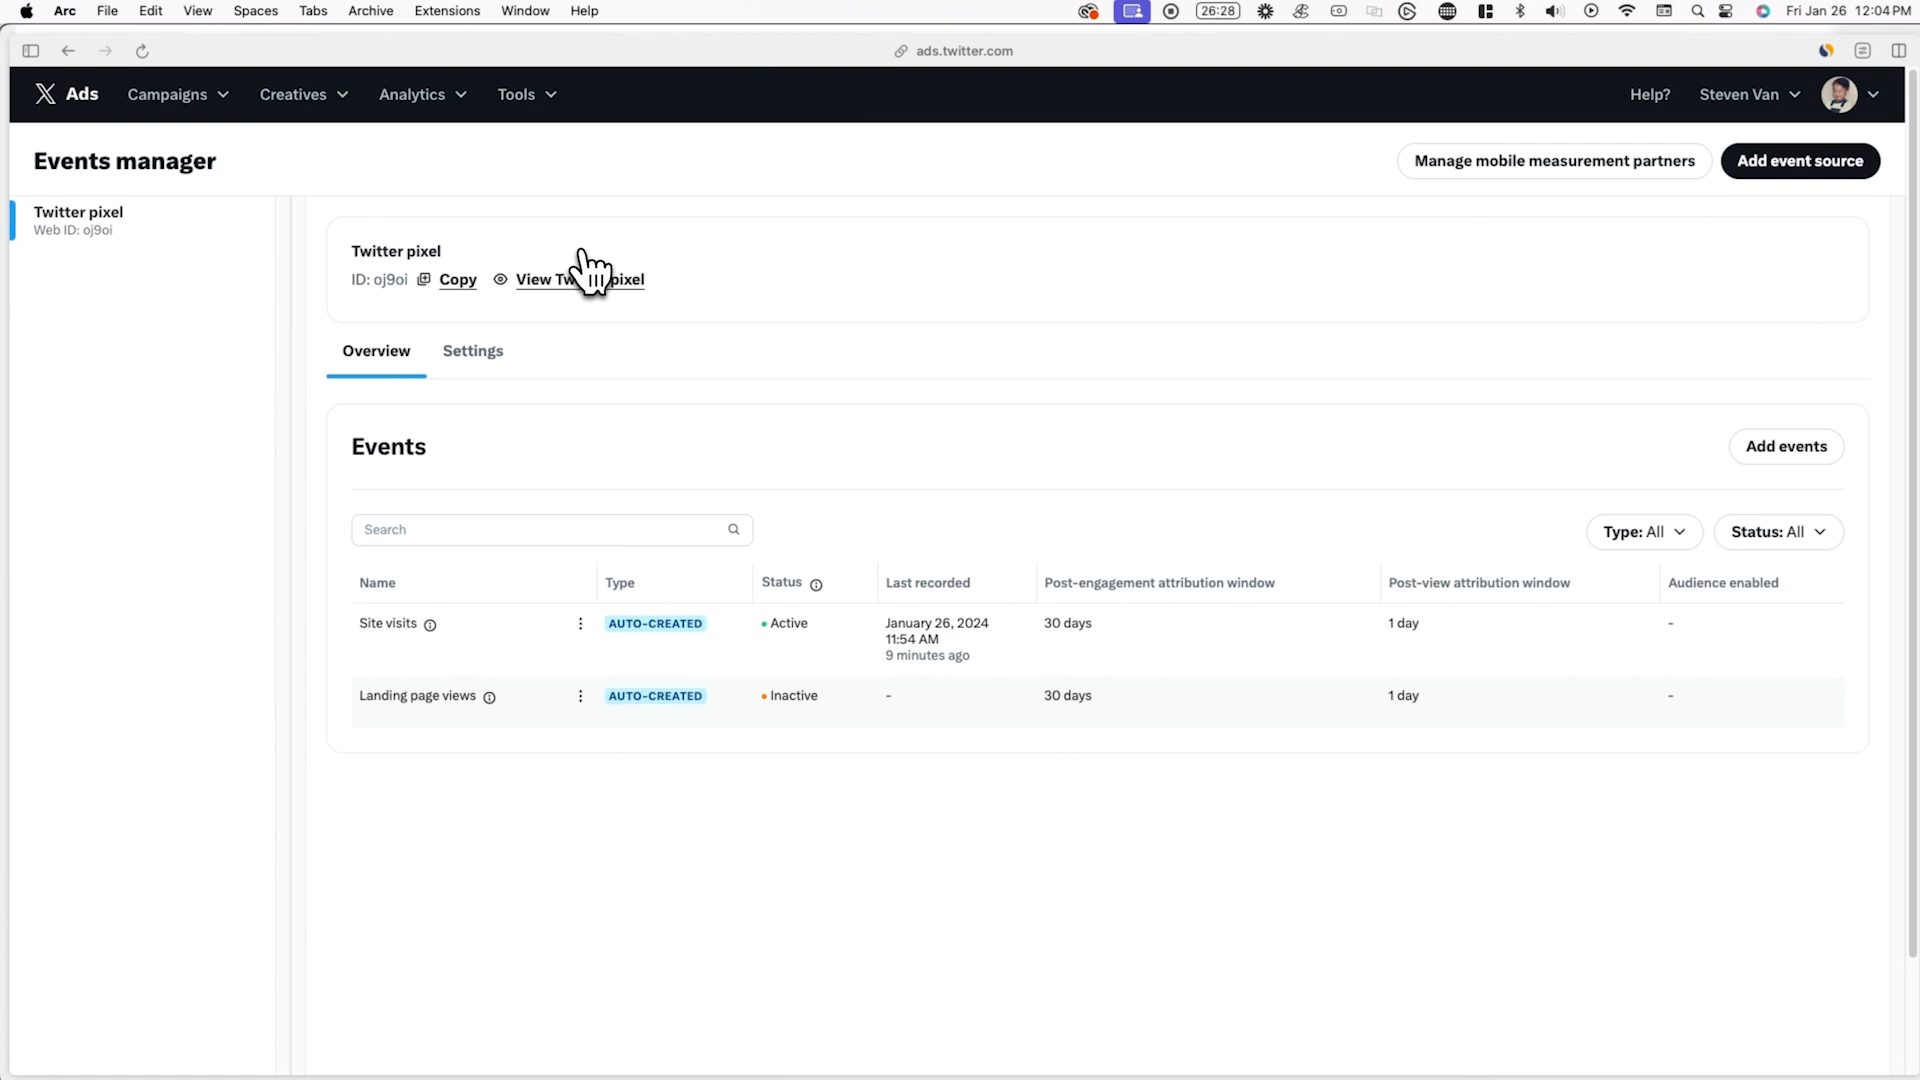 Arc File Edit View Spaces Tabs Archive Extensions Window Help 26:28 Fri Jan 26 12:04 PM
ads.twitter.com
X Ads Campaigns Creatives Analytics Tools Help? Steven Van
Events manager Manage mobile measurement partners Add event source
Twitter pixel
Web ID: oj9oi
Twitter pixel
ID: oj9oi Copy View pixel
Overview Settings
Events Add events
Search Type: All Status: All
Name Type Status Last recorded Post-engagement attribution window Post-view attribution window Audience enabled
Site visits AUTO-CREATED Active January 26, 2024 30 days 1 day -
11:54 AM
9 minutes ago
Landing page views AUTO-CREATED Inactive - 30 days 1 day -